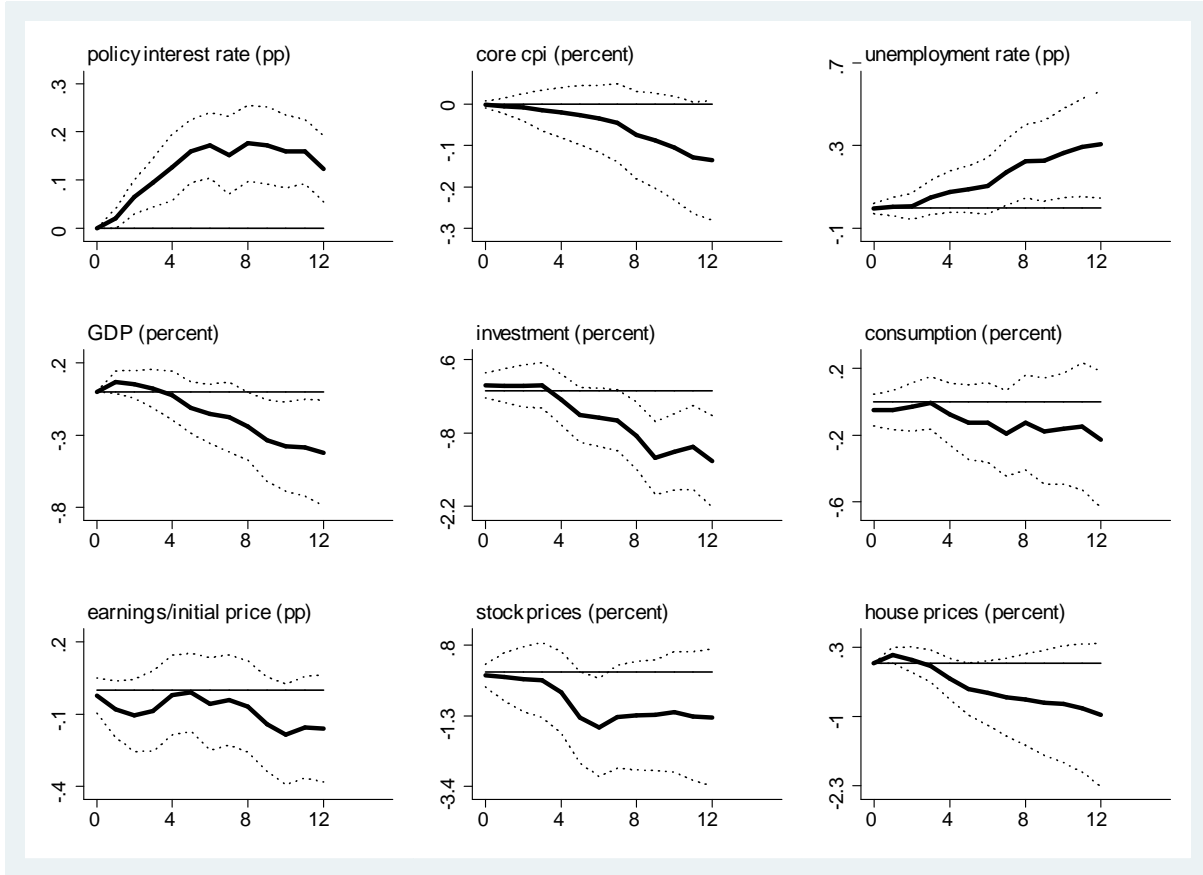 policy interest rate (pp)
.3
.2
.1
0
0 4 8 12
core cpi (percent)
0
-.1
-.2
-.3
0 4 8 12
unemployment rate (pp)
.7
.3
-.1
0 4 8 12
GDP (percent)
.2
-.3
-.8
0 4 8 12
investment (percent)
.6
-.8
-2.2
0 4 8 12
consumption (percent)
.2
-.2
-.6
0 4 8 12
earnings/initial price (pp)
.2
-.1
-.4
0 4 8 12
stock prices (percent)
.8
-1.3
-3.4
0 4 8 12
house prices (percent)
.3
-1
-2.3
0 4 8 12